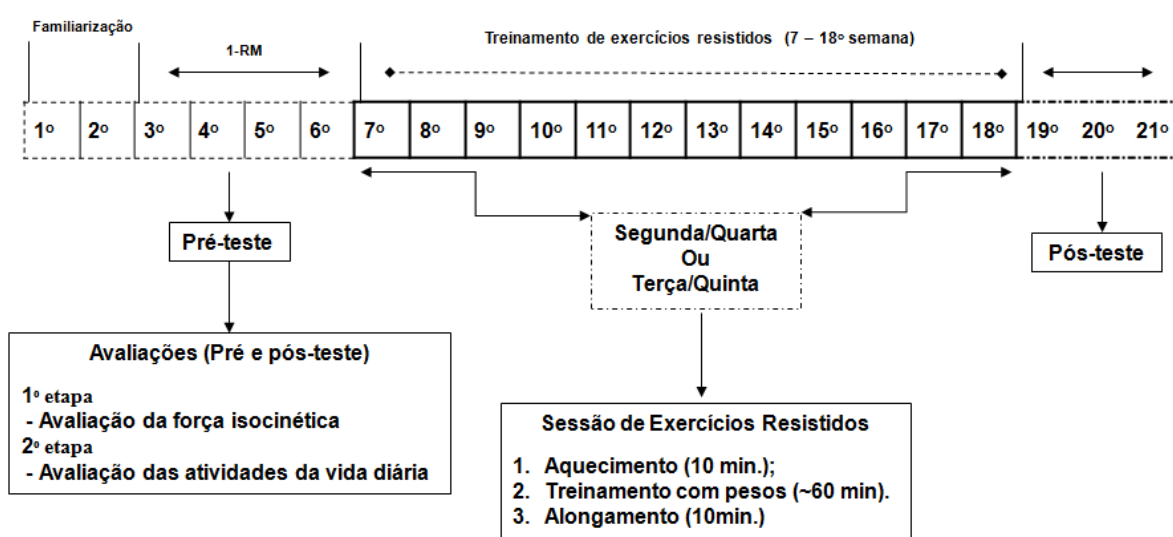 Familiarização
1-RM
Treinamento de exercícios resistidos (7 – 18º semana)
1º 2º 3º 4º 5º 6º 7º 8º 9º 10º 11º 12º 13º 14º 15º 16º 17º 18º 19º 20º 21º
Pré-teste
Segunda/Quarta
Ou
Terça/Quinta
Pós-teste
Avaliações (Pré e pós-teste)
1º etapa
- Avaliação da força isocinética
2º etapa
- Avaliação das atividades da vida diária
Sessão de Exercícios Resistidos
1. Aquecimento (10 min.);
2. Treinamento com pesos (~60 min).
3. Alongamento (10min.)